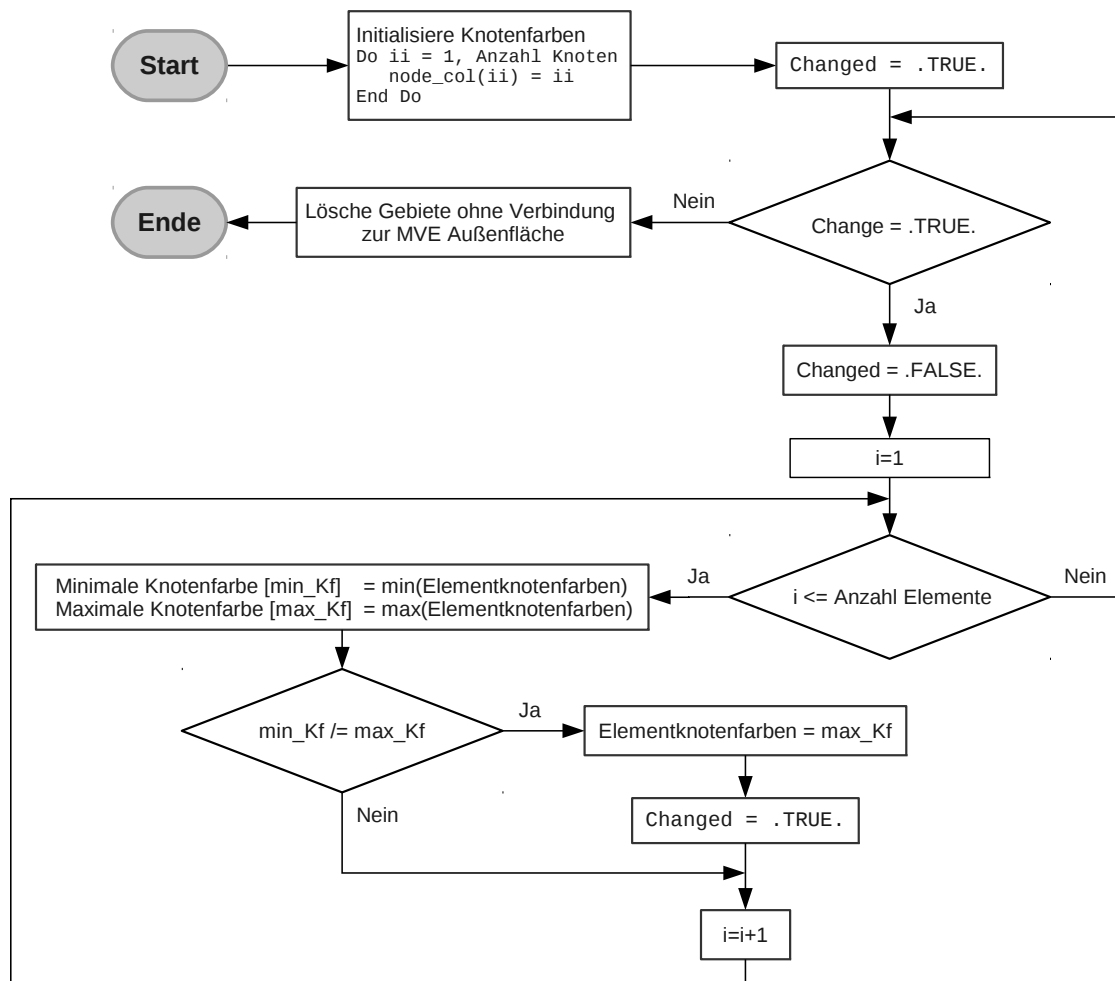 Start
Initialisiere Knotenfarben
Do ii = 1, Anzahl Knoten
node_col(ii) = ii
End Do
Changed = .TRUE.
Ende
Lösche Gebiete ohne Verbindung
zur MVE Außenfläche
Nein
Change = .TRUE.
Ja
Changed = .FALSE.
i=1
Minimale Knotenfarbe [min_Kf] = min(Elementknotenfarben)
Maximale Knotenfarbe [max_Kf] = max(Elementknotenfarben)
Ja
i <= Anzahl Elemente
Nein
min_Kf /= max_Kf
Ja
Elementknotenfarben = max_Kf
Nein
Changed = .TRUE.
i=i+1